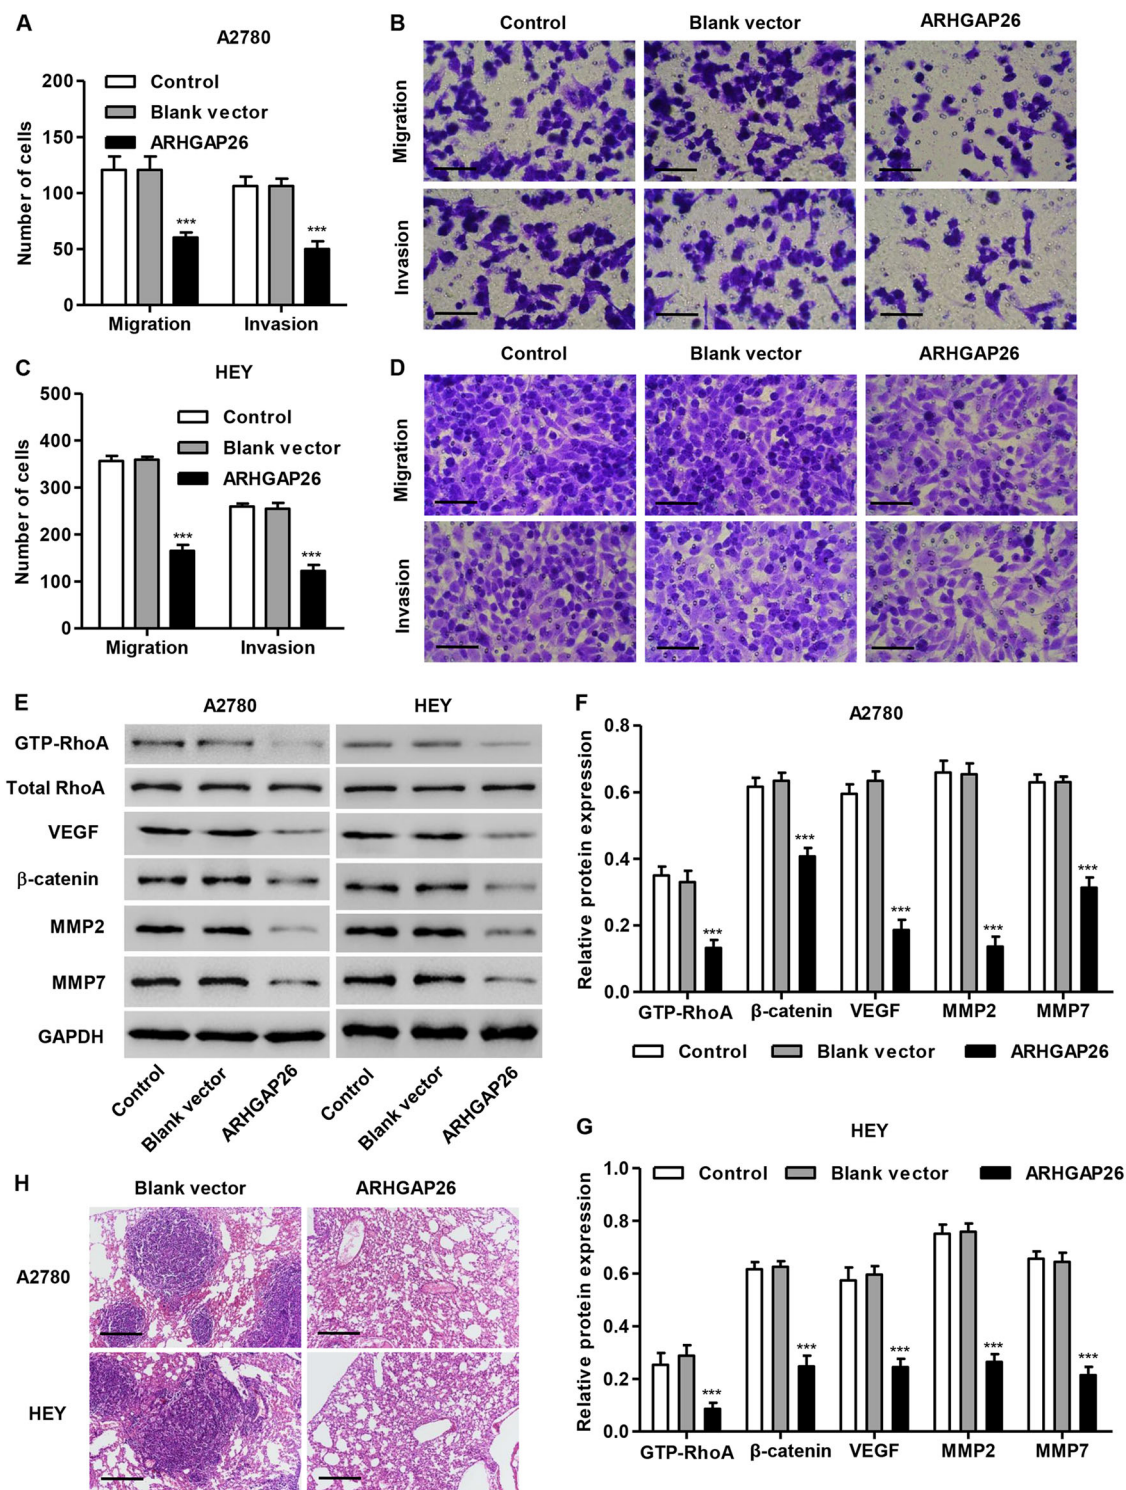 A
A2780
200
150
100
50
0
Number of cells
Control
Blank vector
ARHGAP26
***
***
Migration
Invasion
B
Control
Blank vector
ARHGAP26
Migration
Invasion
C
HEY
500
400
300
200
100
0
Number of cells
Control
Blank vector
ARHGAP26
***
***
Migration
Invasion
D
Control
Blank vector
ARHGAP26
Migration
Invasion
E
A2780
HEY
GTP-RhoA
Total RhoA
VEGF
β-catenin
MMP2
MMP7
GAPDH
Control
Blank vector
ARHGAP26
Control
Blank vector
ARHGAP26
F
A2780
0.8
0.6
0.4
0.2
0.0
Relative protein expression
***
***
***
***
***
GTP-RhoA
β-catenin
VEGF
MMP2
MMP7
Control
Blank vector
ARHGAP26
G
HEY
1.0
0.8
0.6
0.4
0.2
0.0
Relative protein expression
Control
Blank vector
ARHGAP26
***
***
***
***
***
GTP-RhoA
β-catenin
VEGF
MMP2
MMP7
H
Blank vector
ARHGAP26
A2780
HEY